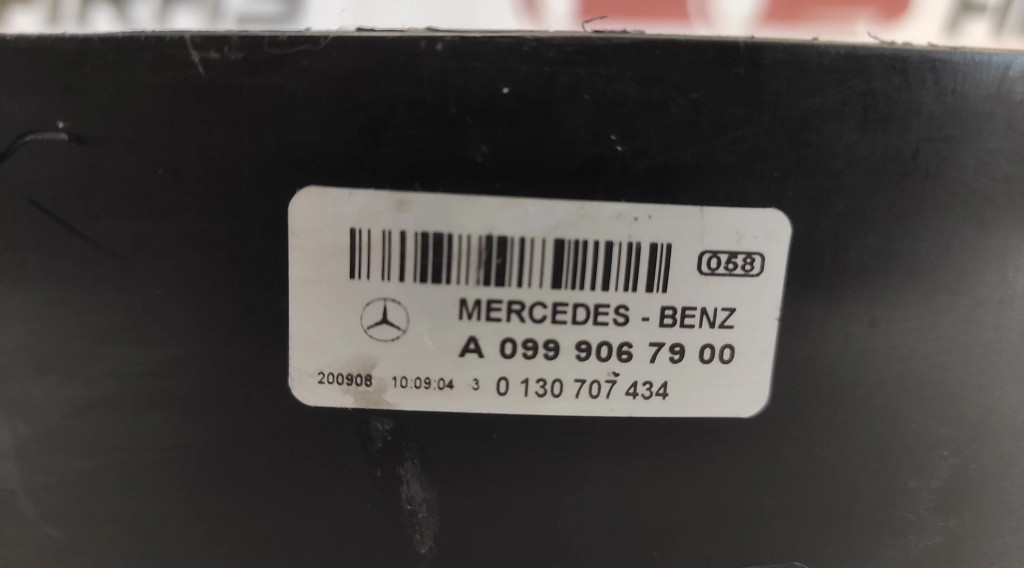 058
MERCEDES - BENZ
A 099 906 79 00
200908 10:09:04 3 0 130 707 434